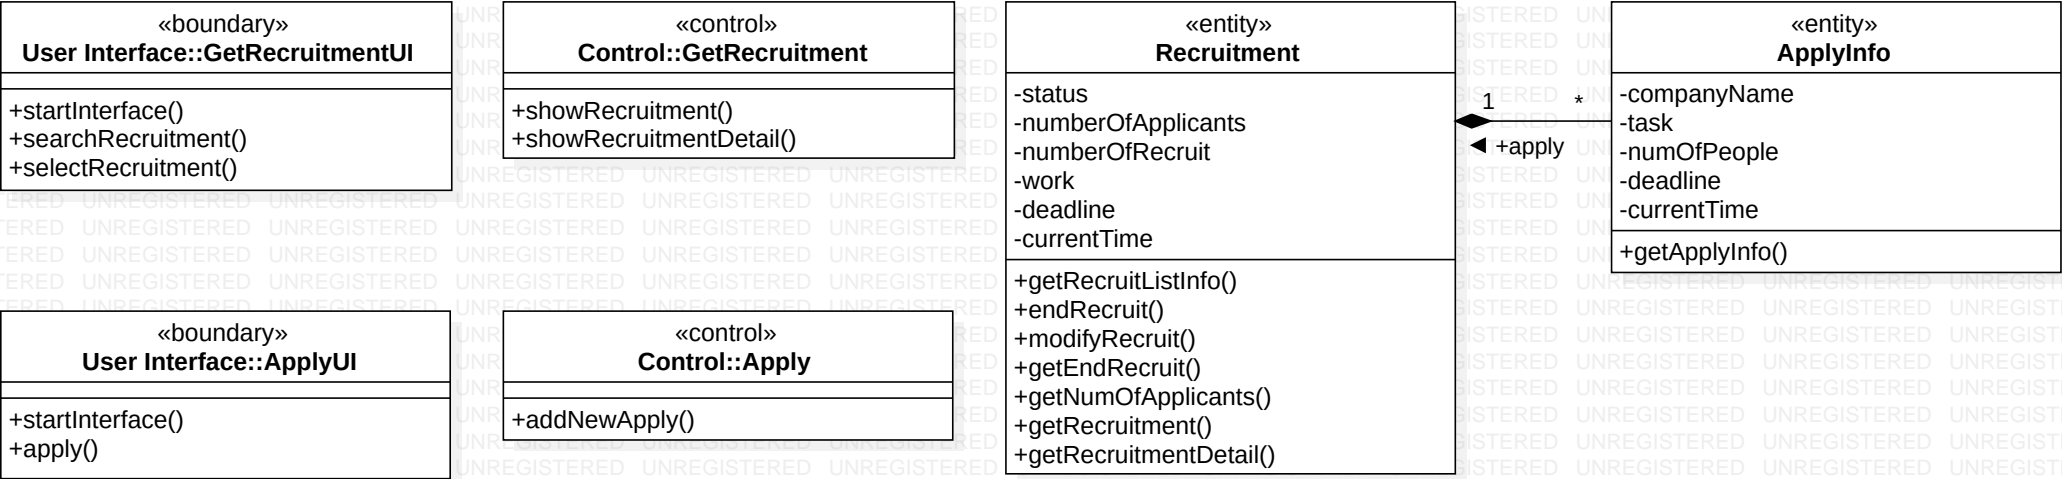 «boundary»
User Interface::GetRecruitmentUI
+startInterface()
+searchRecruitment()
+selectRecruitment()
«control»
Control::GetRecruitment
+showRecruitment()
+showRecruitmentDetail()
«entity»
Recruitment
-status
-numberOfApplicants
-numberOfRecruit
-work
-deadline
-currentTime
+getRecruitListInfo()
+endRecruit()
+modifyRecruit()
+getEndRecruit()
+getNumOfApplicants()
+getRecruitment()
+getRecruitmentDetail()
1
*
+apply
«entity»
ApplyInfo
-companyName
-task
-numOfPeople
-deadline
-currentTime
+getApplyInfo()
«boundary»
User Interface::ApplyUI
+startInterface()
+apply()
«control»
Control::Apply
+addNewApply()
UNREGISTERED